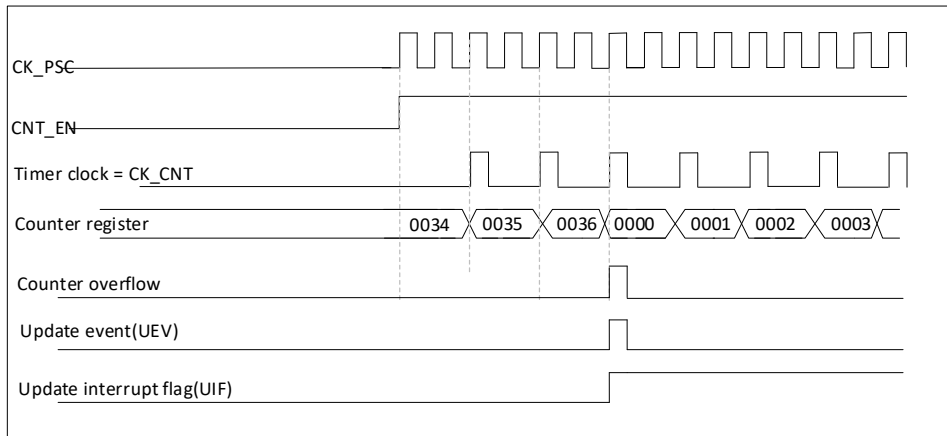 CK_PSC
CNT_EN
Timer clock = CK_CNT
Counter register 0034 0035 0036 0000 0001 0002 0003
Counter overflow
Update event(UEV)
Update interrupt flag(UIF)